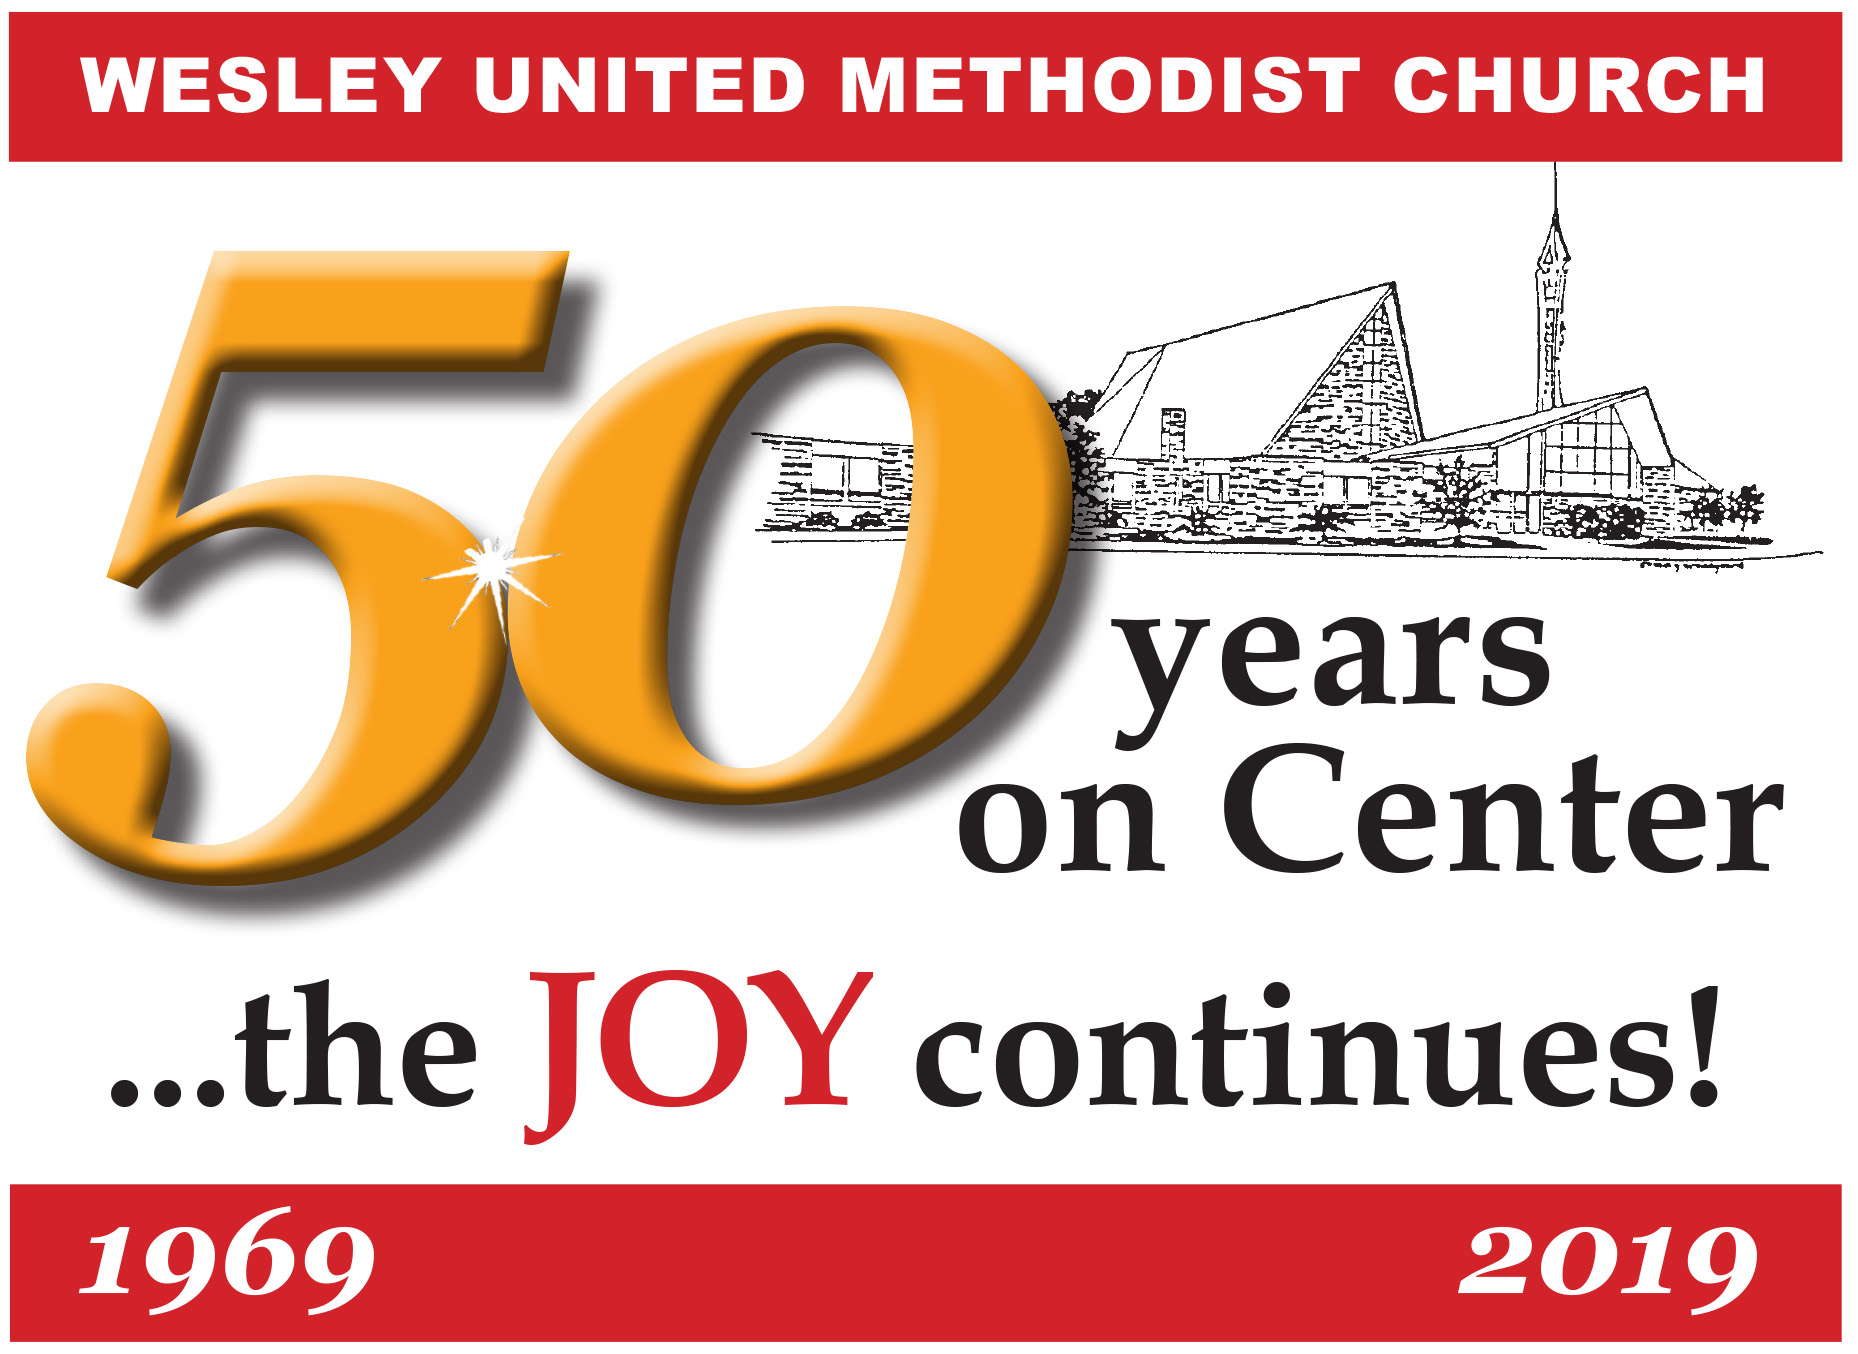 WESLEY UNITED METHODIST CHURCH
50 years
on Center
...the JOY continues!
1969 2019